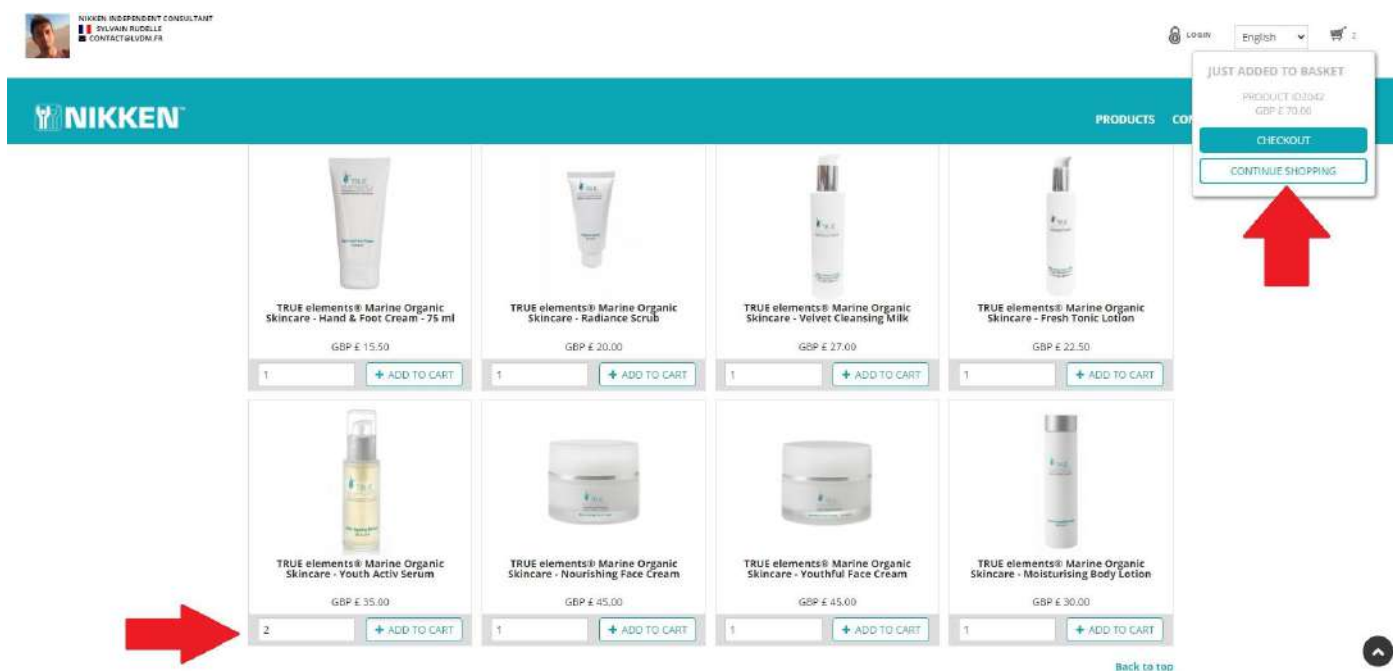 NIKKEN INDEPENDENT CONSULTANT
SYLVAIN RUDELLE
CONTACT@LVDM.FR
LOGIN
English
2
JUST ADDED TO BASKET
PRODUCT ID2042
GBP £ 70.00
CHECKOUT
CONTINUE SHOPPING
NIKKEN™
PRODUCTS
TRUE elements® Marine Organic
Skincare - Hand & Foot Cream - 75 ml
GBP £ 15.50
1
+ ADD TO CART
TRUE elements® Marine Organic
Skincare - Radiance Scrub
GBP £ 20.00
1
+ ADD TO CART
TRUE elements® Marine Organic
Skincare - Velvet Cleansing Milk
GBP £ 27.00
1
+ ADD TO CART
TRUE elements® Marine Organic
Skincare - Fresh Tonic Lotion
GBP £ 22.50
1
+ ADD TO CART
TRUE elements® Marine Organic
Skincare - Youth Activ Serum
GBP £ 35.00
2
+ ADD TO CART
TRUE elements® Marine Organic
Skincare - Nourishing Face Cream
GBP £ 45.00
1
+ ADD TO CART
TRUE elements® Marine Organic
Skincare - Youthful Face Cream
GBP £ 45.00
1
+ ADD TO CART
TRUE elements® Marine Organic
Skincare - Moisturising Body Lotion
GBP £ 30.00
1
+ ADD TO CART
Back to top